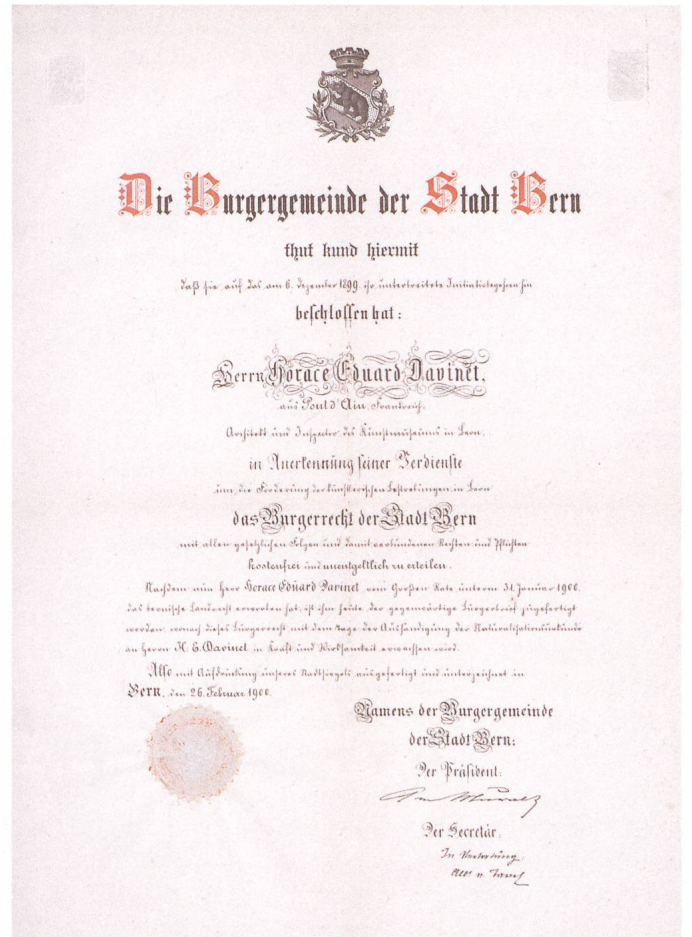 Die Burgergemeinde der Stadt Bern
thut kund hiermit
daß sie auf das am 6. Dezember 1899 ihr unterbreitete Initiativbegehren hin
beschlossen hat:
Herrn Horace Eduard Davinet,
aus Pont d'Ain, Frankreich,
Architekt und Inspector des Kunstmuseums in Bern,
in Anerkennung seiner Verdienste
um die Förderung der künstlerischen Bestrebungen in Bern
das Burgerrecht der Stadt Bern
mit allen gesetzlichen Folgen und damit verbundenen Rechten und Pflichten
kostenfrei und unentgeltlich zu erteilen.
Nachdem nun Herr Horace Eduard Davinet vom Großen Rate unterm 31. Januar 1900
das bernische Landrecht erworben hat, ist ihm heute der gegenwärtige Burgerbrief zugefertigt
worden, wonach dieses Burgerrecht mit dem Tage der Aushändigung der Naturalisationsurkunde
an Herrn H. E. Davinet in Kraft und Wirksamkeit erwachsen wird.
Also mit Aufdrückung unseres Stadtsiegels ausgefertigt und unterzeichnet in
Bern, den 26. Februar 1900.
Namens der Burgergemeinde
der Stadt Bern:
Der Präsident:
Der Secretär,
In Vertretung